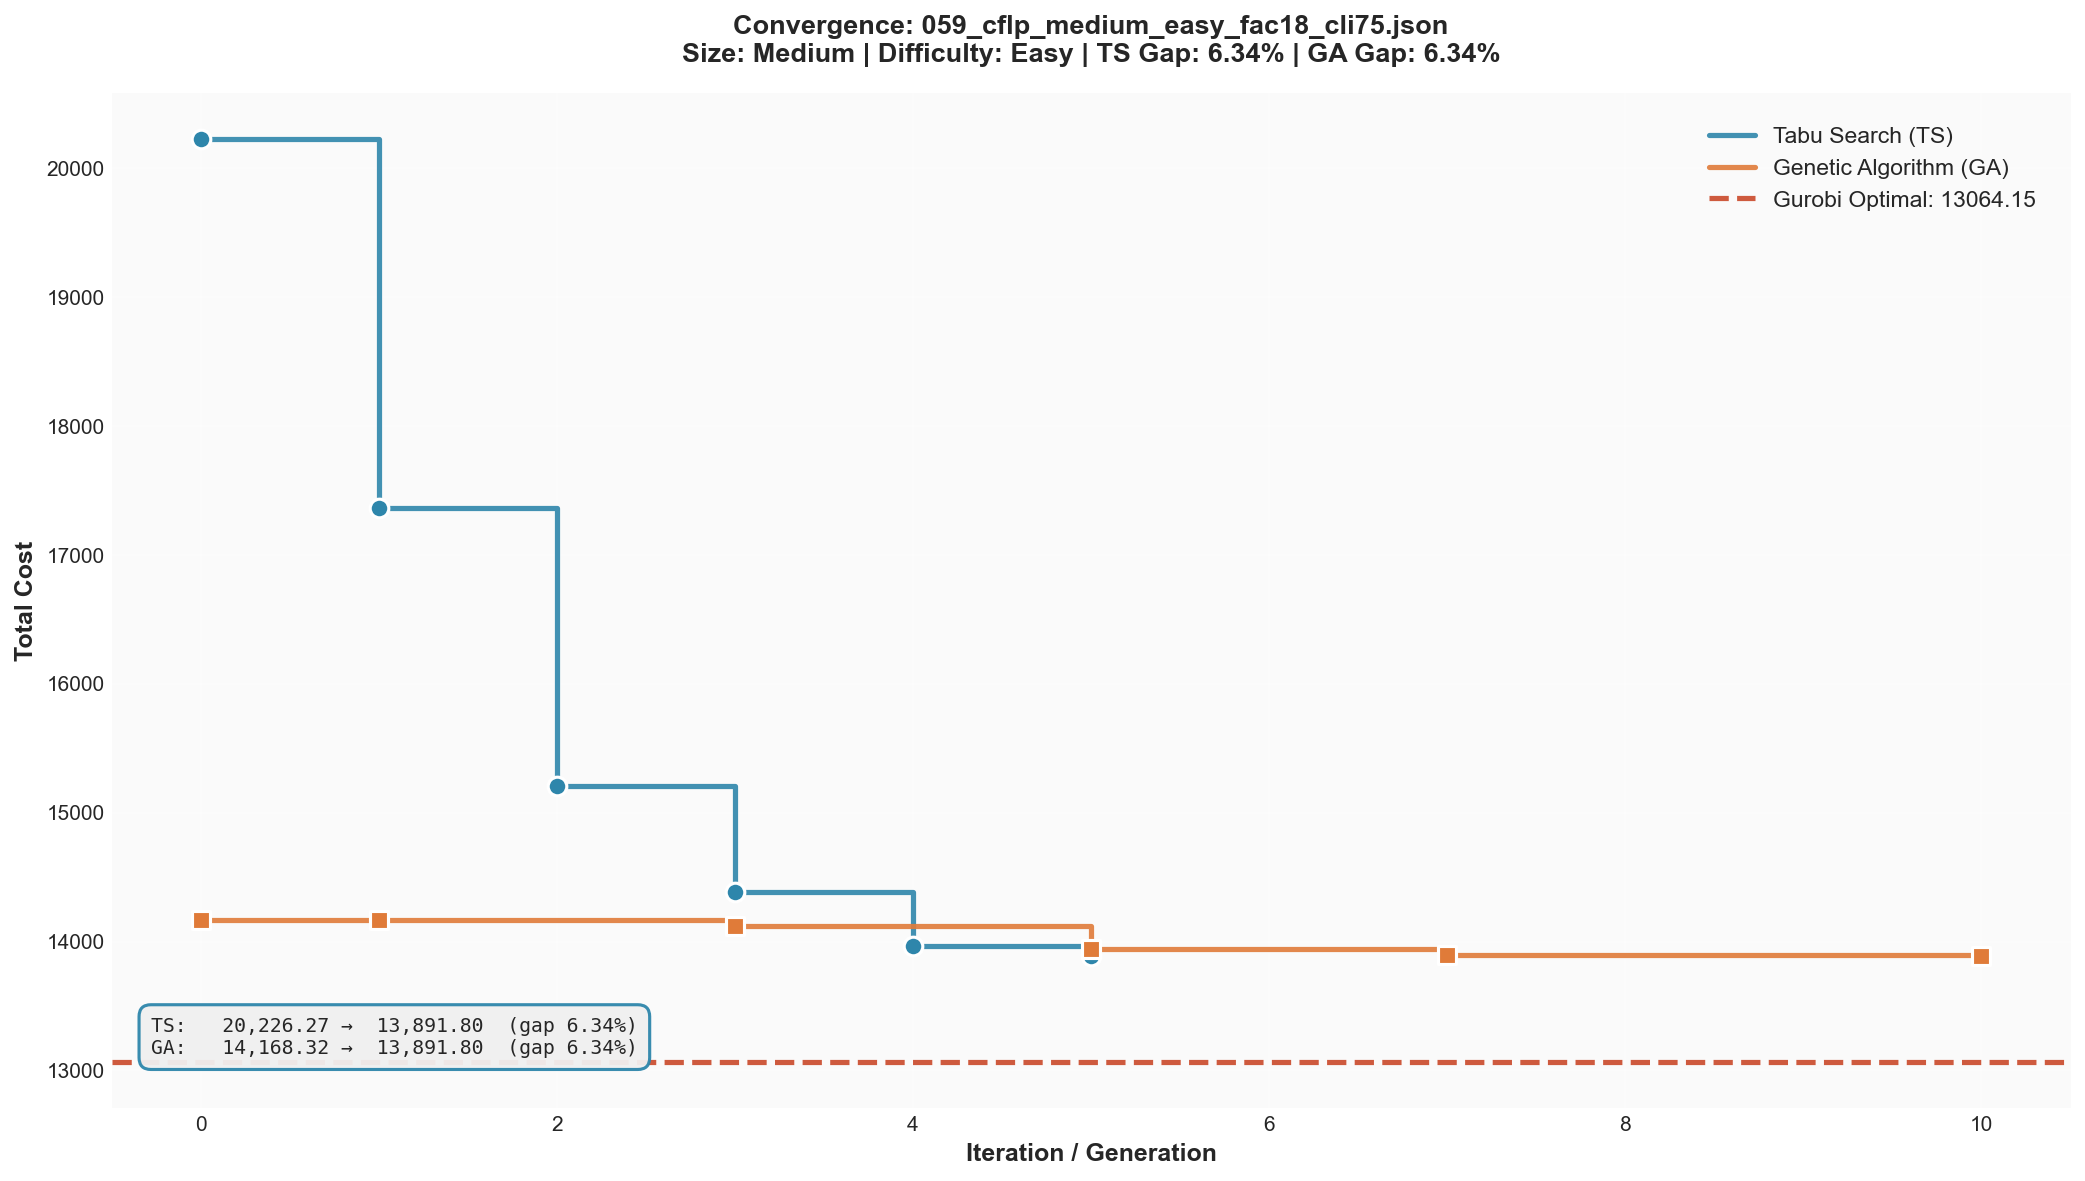 Convergence: 059_cflp_medium_easy_fac18_cli75.json
Size: Medium | Difficulty: Easy | TS Gap: 6.34% | GA Gap: 6.34%
Tabu Search (TS)
Genetic Algorithm (GA)
Gurobi Optimal: 13064.15
Total Cost
20000
19000
18000
17000
16000
15000
14000
13000
TS:   20,226.27 →  13,891.80  (gap 6.34%)
GA:   14,168.32 →  13,891.80  (gap 6.34%)
0 2 4 6 8 10
Iteration / Generation